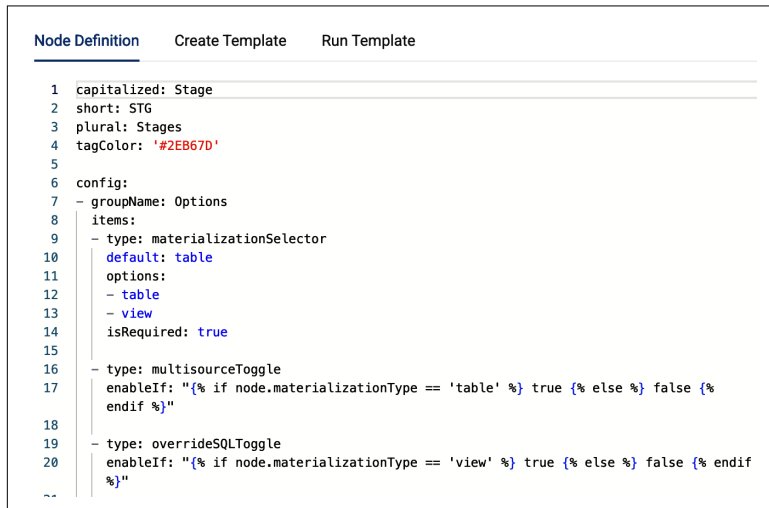 Node Definition Create Template Run Template
1 capitalized: Stage
2 short: STG
3 plural: Stages
4 tagColor: '#2EB67D'
5
6 config:
7 – groupName: Options
8 items:
9 – type: materializationSelector
10 default: table
11 options:
12 – table
13 – view
14 isRequired: true
15
16 – type: multisourceToggle
17 enableIf: "{% if node.materializationType == 'table' %} true {% else %} false {%
endif %}"
18
19 – type: overrideSQLToggle
20 enableIf: "{% if node.materializationType == 'view' %} true {% else %} false {% endif
%}"